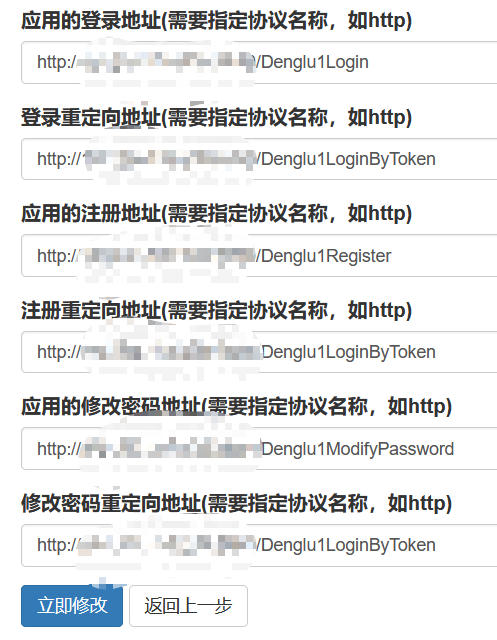 应用的登录地址(需要指定协议名称，如http)
http:/ /Denglu1Login
登录重定向地址(需要指定协议名称，如http)
http:// /Denglu1LoginByToken
应用的注册地址(需要指定协议名称，如http)
http:/ /Denglu1Register
注册重定向地址(需要指定协议名称，如http)
http:// /Denglu1LoginByToken
应用的修改密码地址(需要指定协议名称，如http)
http:// /Denglu1ModifyPassword
修改密码重定向地址(需要指定协议名称，如http)
http:// /Denglu1LoginByToken
立即修改 返回上一步